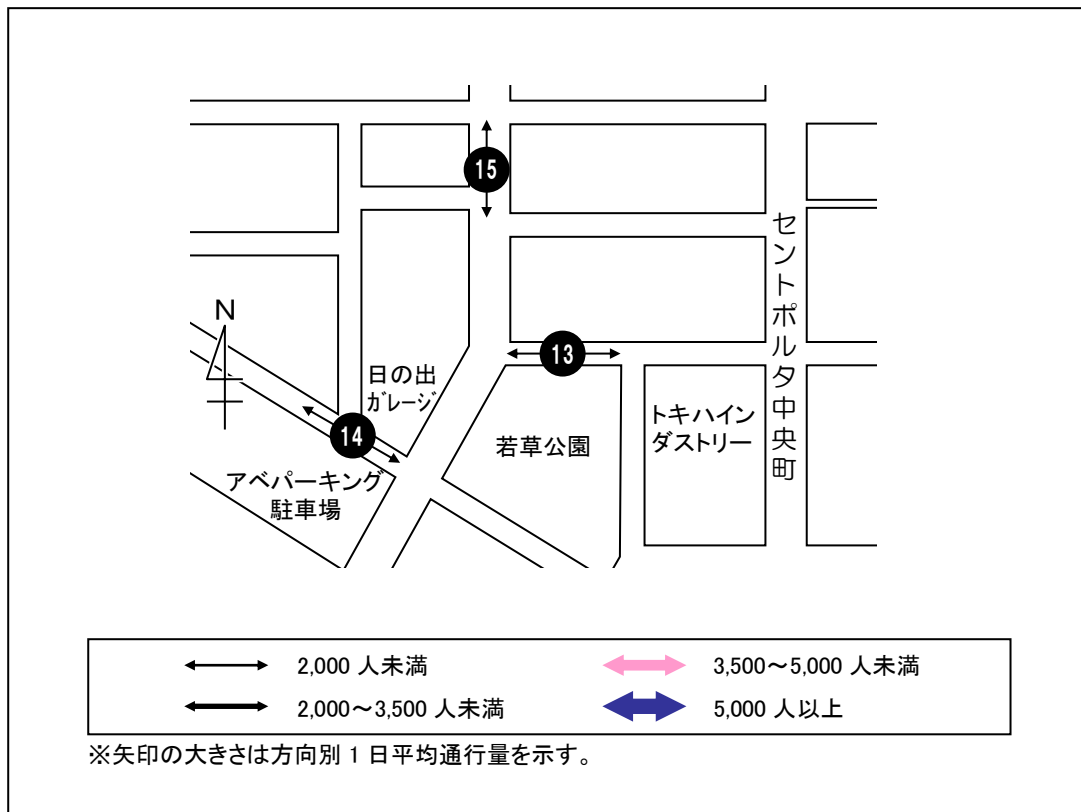 15
セントポルタ中央町
N
13
日の出
ｶﾞﾚｰｼﾞ
14
若草公園
トキハイン
ダストリー
アベパーキング
駐車場
2,000 人未満
3,500～5,000 人未満
2,000～3,500 人未満
5,000 人以上
※矢印の大きさは方向別 1 日平均通行量を示す。